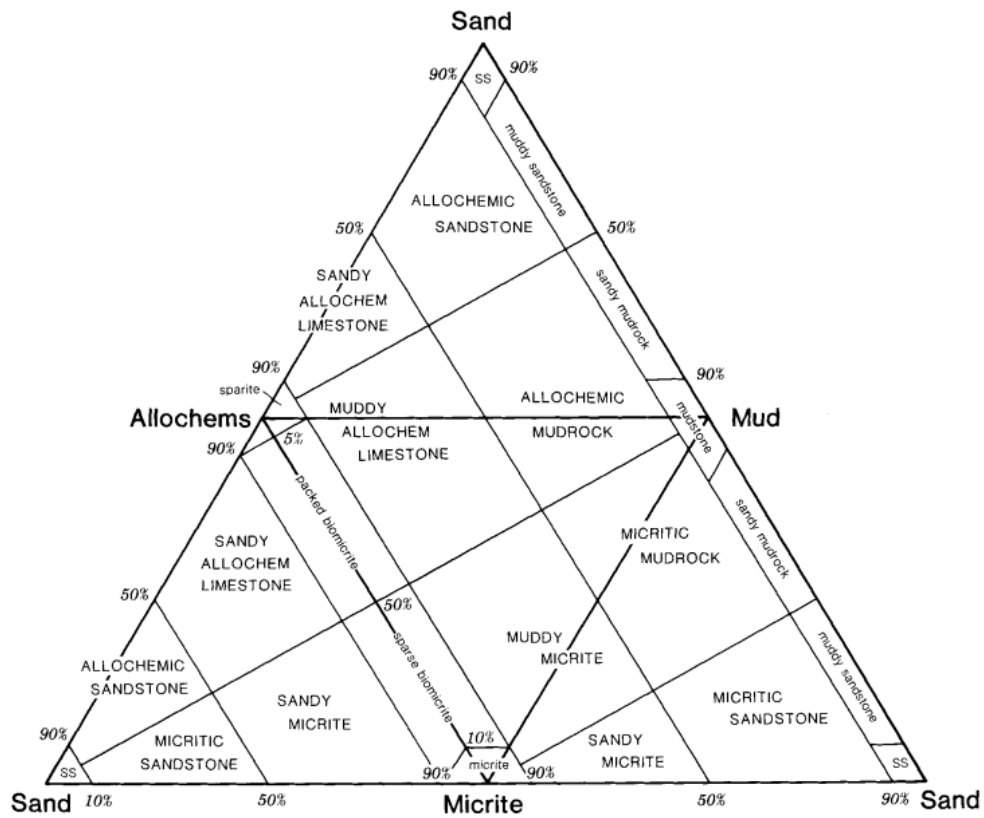 Sand
90%
90%
SS
muddy sandstone
ALLOCHEMIC
SANDSTONE
50%
50%
SANDY
ALLOCHEM
LIMESTONE
sandy mudrock
90%
90%
sparite
Allochems
MUDDY
ALLOCHEM
LIMESTONE
ALLOCHEMIC
MUDROCK
mudstone
Mud
5%
90%
packed biomicrite
SANDY
ALLOCHEM
LIMESTONE
MICRITIC
MUDROCK
sandy mudrock
50%
50%
sparse biomicrite
MUDDY
MICRITE
muddy sandstone
ALLOCHEMIC
SANDSTONE
SANDY
MICRITE
MICRITIC
SANDSTONE
90%
MICRITIC
SANDSTONE
10%
SANDY
MICRITE
SS
90%
micrite
90%
SS
Sand
10%
50%
Micrite
50%
90%
Sand